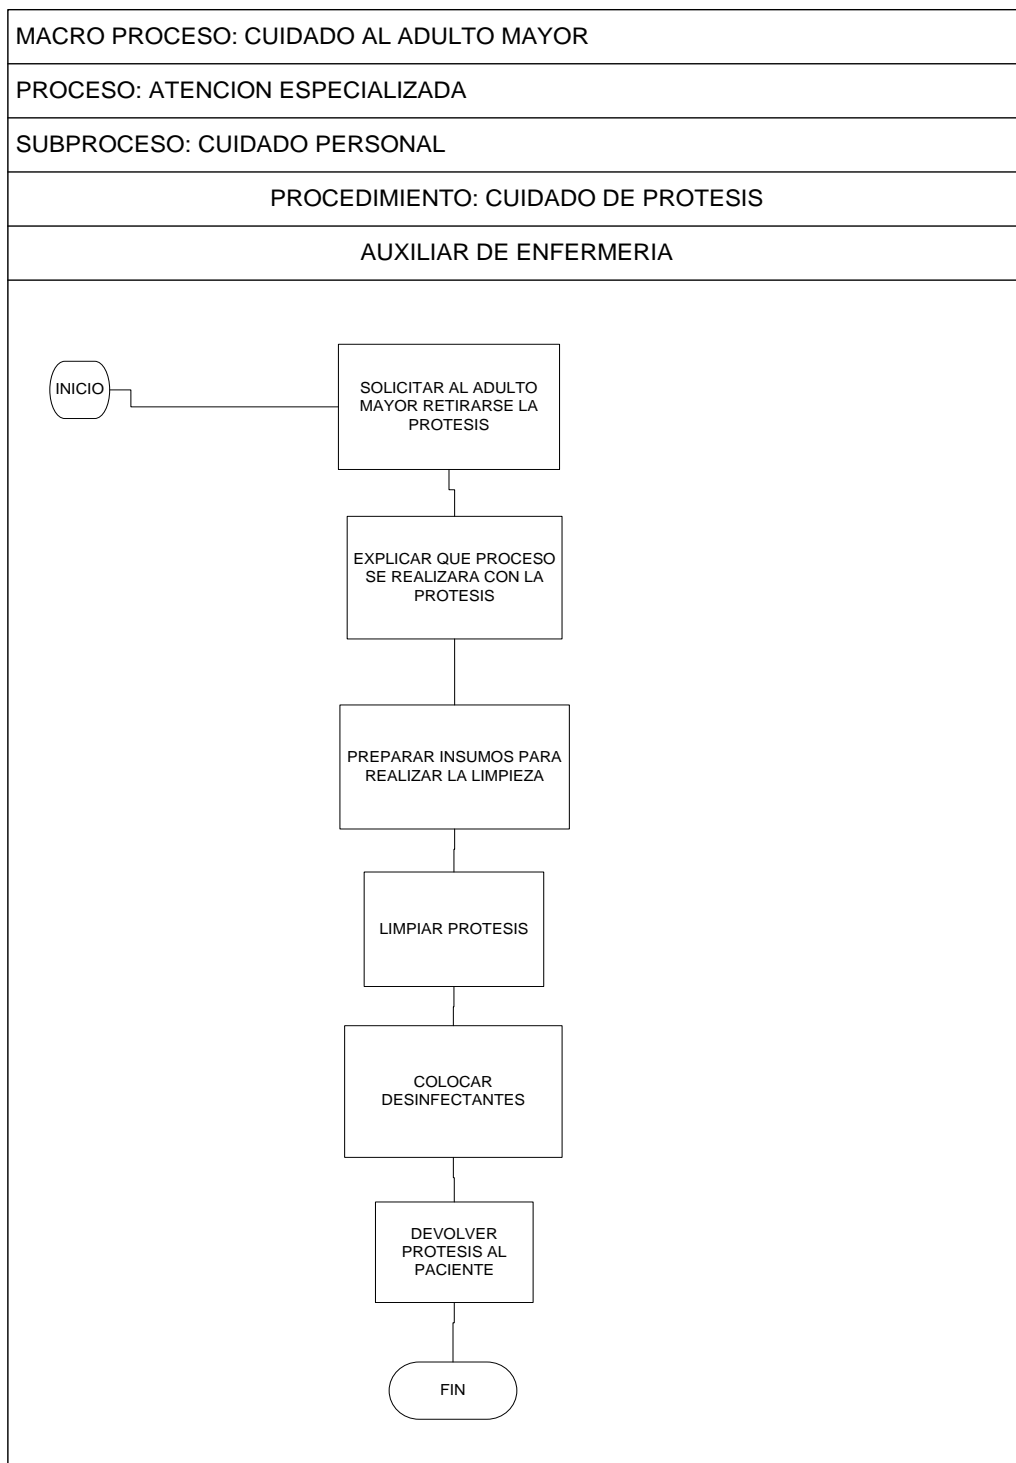 MACRO PROCESO: CUIDADO AL ADULTO MAYOR
PROCESO: ATENCION ESPECIALIZADA
SUBPROCESO: CUIDADO PERSONAL
PROCEDIMIENTO: CUIDADO DE PROTESIS
AUXILIAR DE ENFERMERIA
INICIO
SOLICITAR AL ADULTO
MAYOR RETIRARSE LA
PROTESIS
EXPLICAR QUE PROCESO
SE REALIZARA CON LA
PROTESIS
PREPARAR INSUMOS PARA
REALIZAR LA LIMPIEZA
LIMPIAR PROTESIS
COLOCAR
DESINFECTANTES
DEVOLVER
PROTESIS AL
PACIENTE
FIN